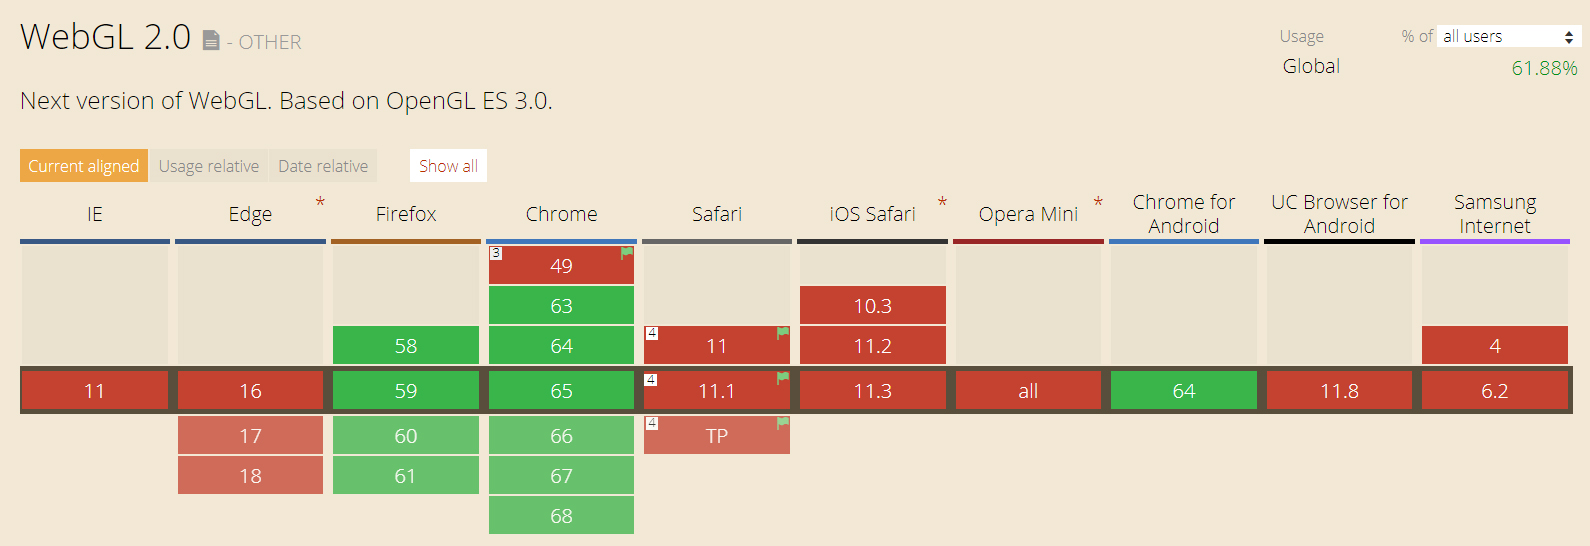 WebGL 2.0 - OTHER
Usage % of all users
Global 61.88%
Next version of WebGL. Based on OpenGL ES 3.0.
Current aligned Usage relative Date relative Show all
IE Edge * Firefox Chrome Safari iOS Safari * Opera Mini * Chrome for Android UC Browser for Android Samsung Internet
3 49
63 10.3
58 64 4 11 11.2 4
11 16 59 65 4 11.1 11.3 all 64 11.8 6.2
17 60 66 4 TP
18 61 67
68